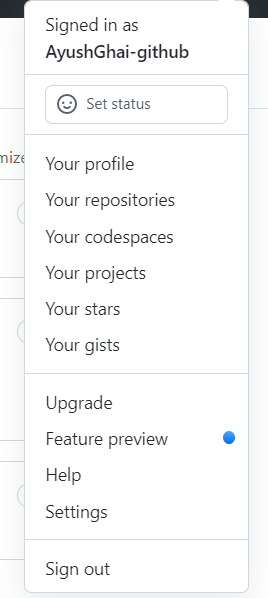 Signed in as
AyushGhai-github
Set status
Your profile
Your repositories
Your codespaces
Your projects
Your stars
Your gists
Upgrade
Feature preview
Help
Settings
Sign out